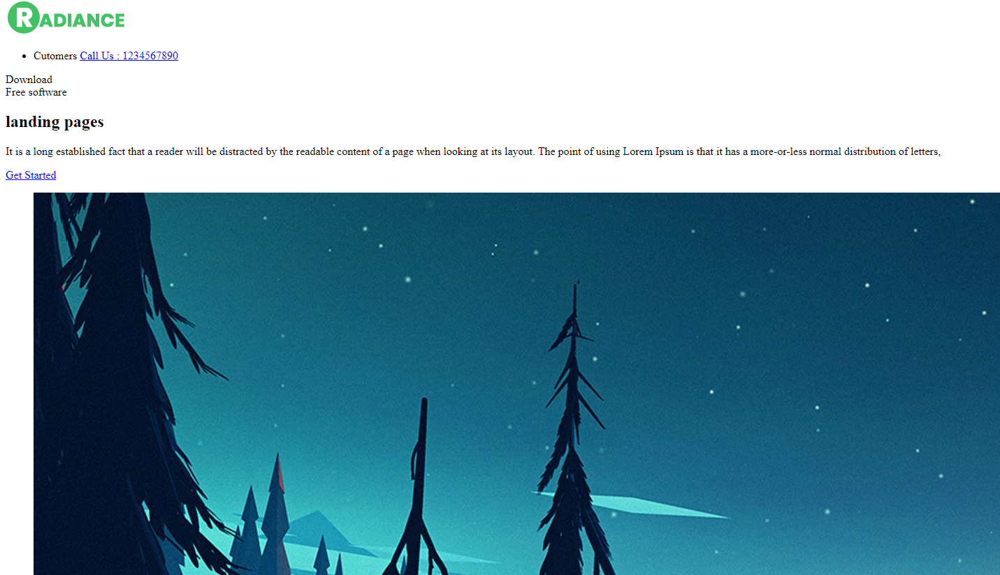 RADIANCE
Cutomers Call Us : 1234567890
Download
Free software
landing pages
It is a long established fact that a reader will be distracted by the readable content of a page when looking at its layout. The point of using Lorem Ipsum is that it has a more-or-less normal distribution of letters,
Get Started